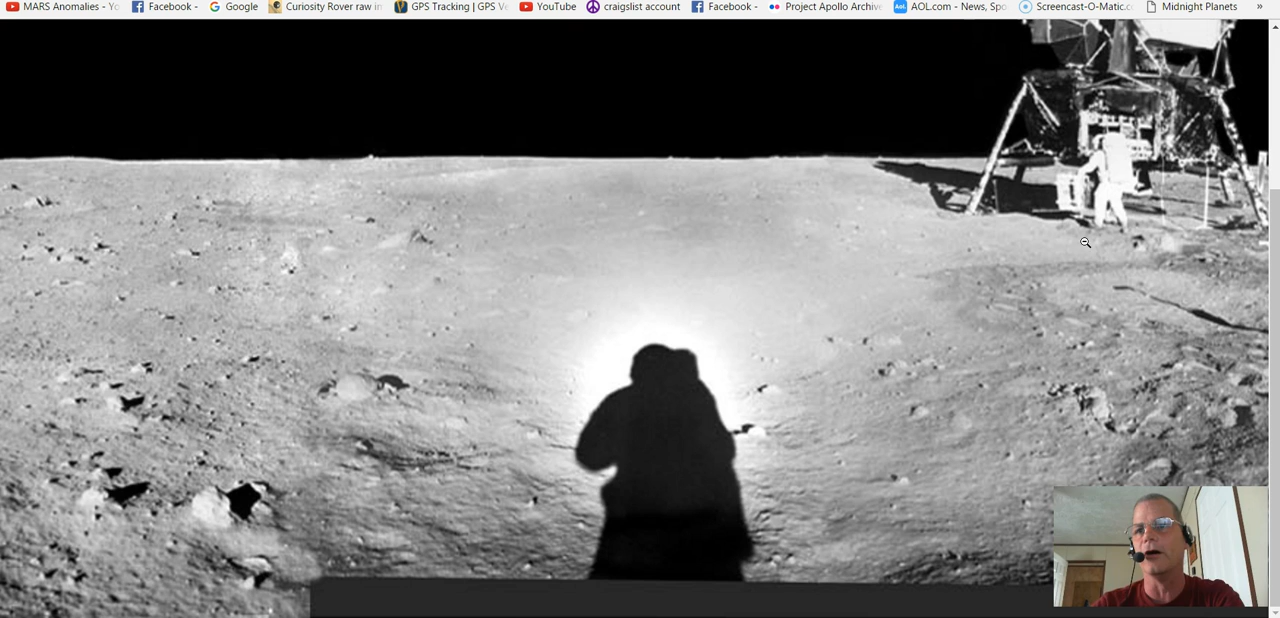 MARS Anomalies - Yo Facebook - Google Curiosity Rover raw in GPS Tracking | GPS Ve YouTube craigslist account Facebook - Project Apollo Archive AOL.com - News, Spo Screencast-O-Matic.c Midnight Planets »